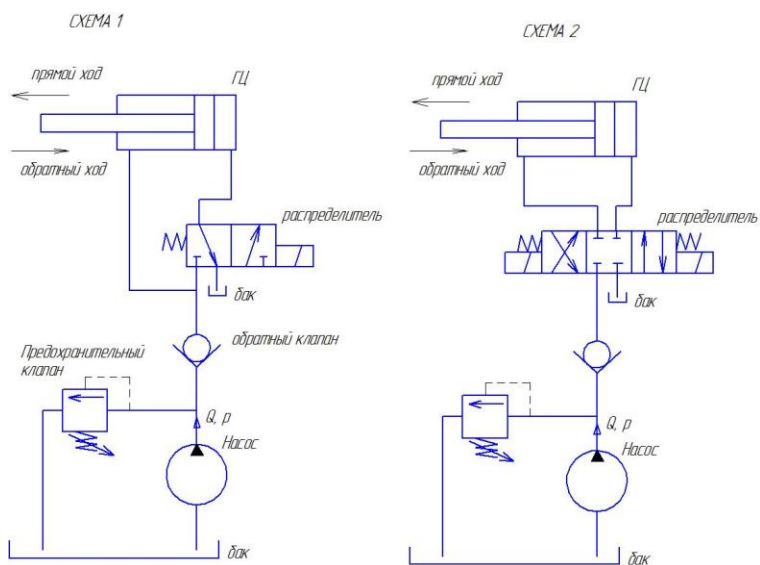 СХЕМА 1
прямой ход
ГЦ
обратный ход
распределитель
бак
обратный клапан
Предохранительный
клапан
Q, p
Насос
бак
СХЕМА 2
прямой ход
ГЦ
обратный ход
распределитель
бак
Q, p
Насос
бак